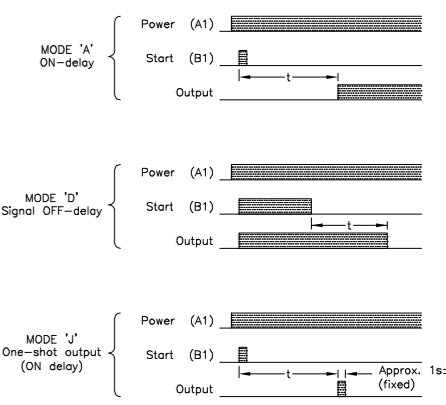 Power (A1)
MODE 'A'
ON-delay
Start (B1)
t
Output
Power (A1)
MODE 'D'
Signal OFF-delay
Start (B1)
t
Output
Power (A1)
MODE 'J'
One-shot output
(ON delay)
Start (B1)
t
Approx. 1s
(fixed)
Output